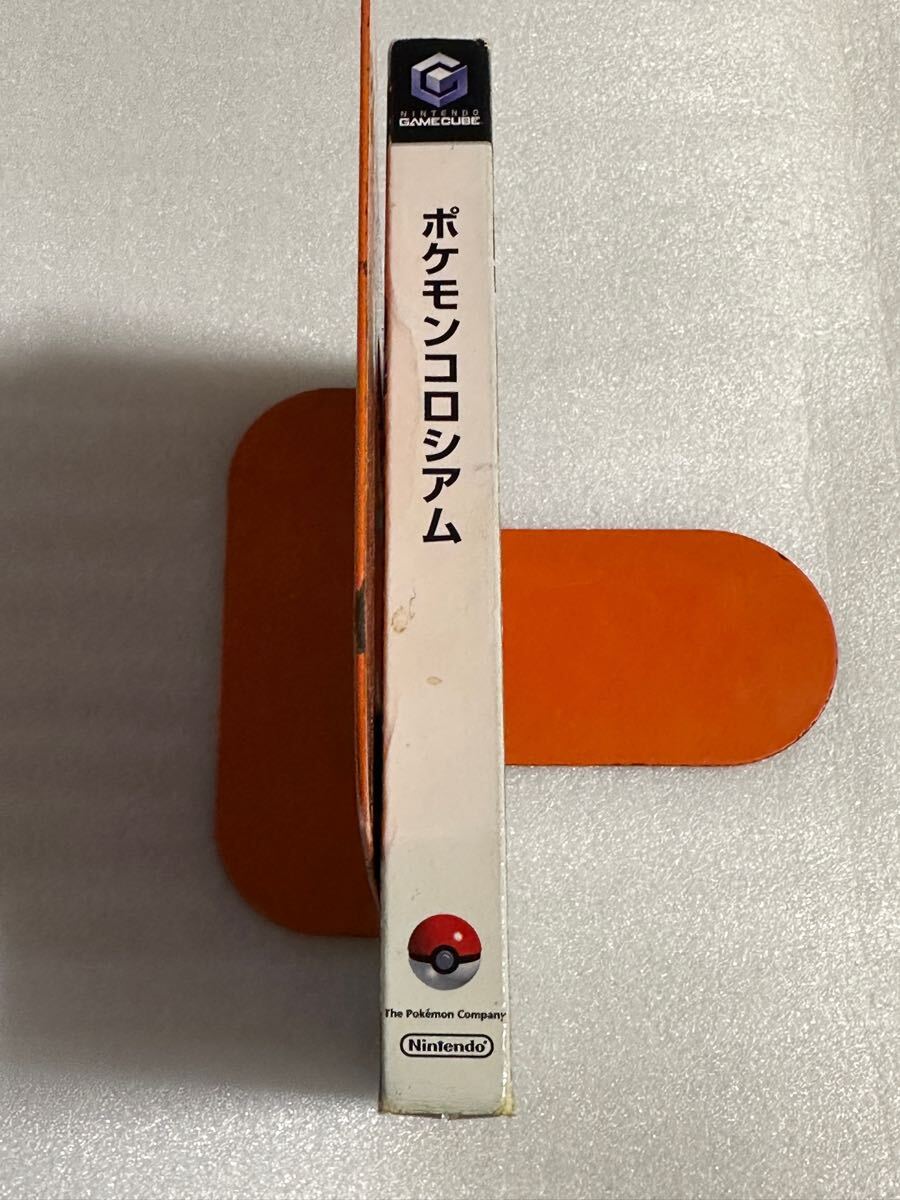 NINTENDO
GAMECUBE
ポケモンコロシアム
The Pokémon Company
Nintendo